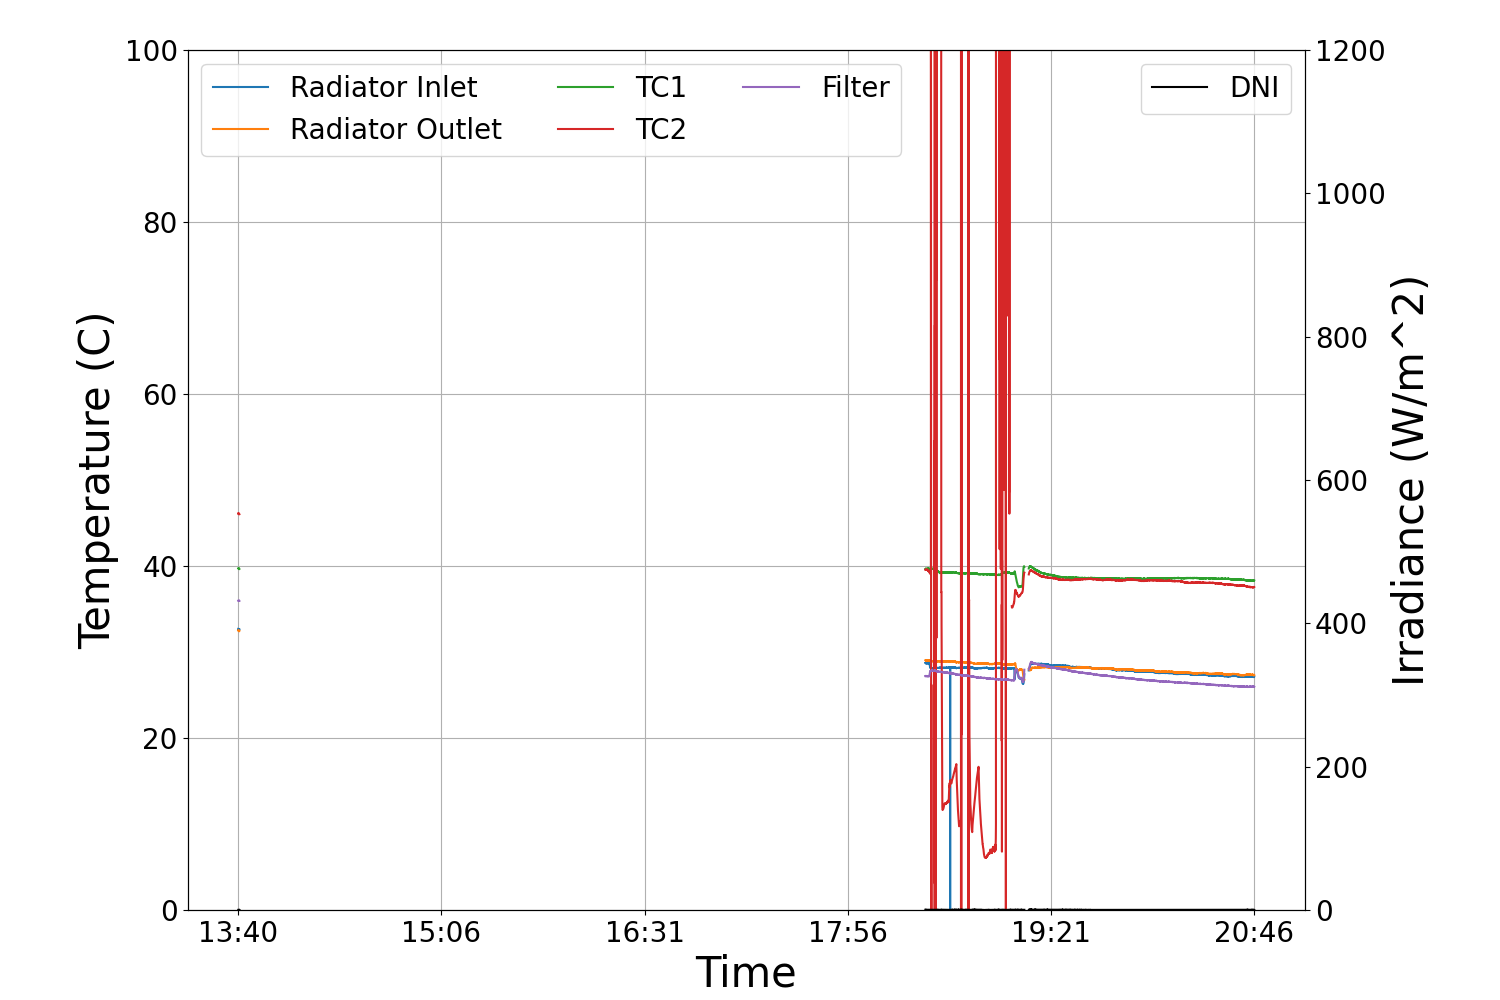 100
80
60
40
20
0
Temperature (C)
Radiator Inlet
Radiator Outlet
TC1
TC2
Filter
DNI
1200
1000
800
600
400
200
0
Irradiance (W/m^2)
13:40 15:06 16:31 17:56 19:21 20:46
Time